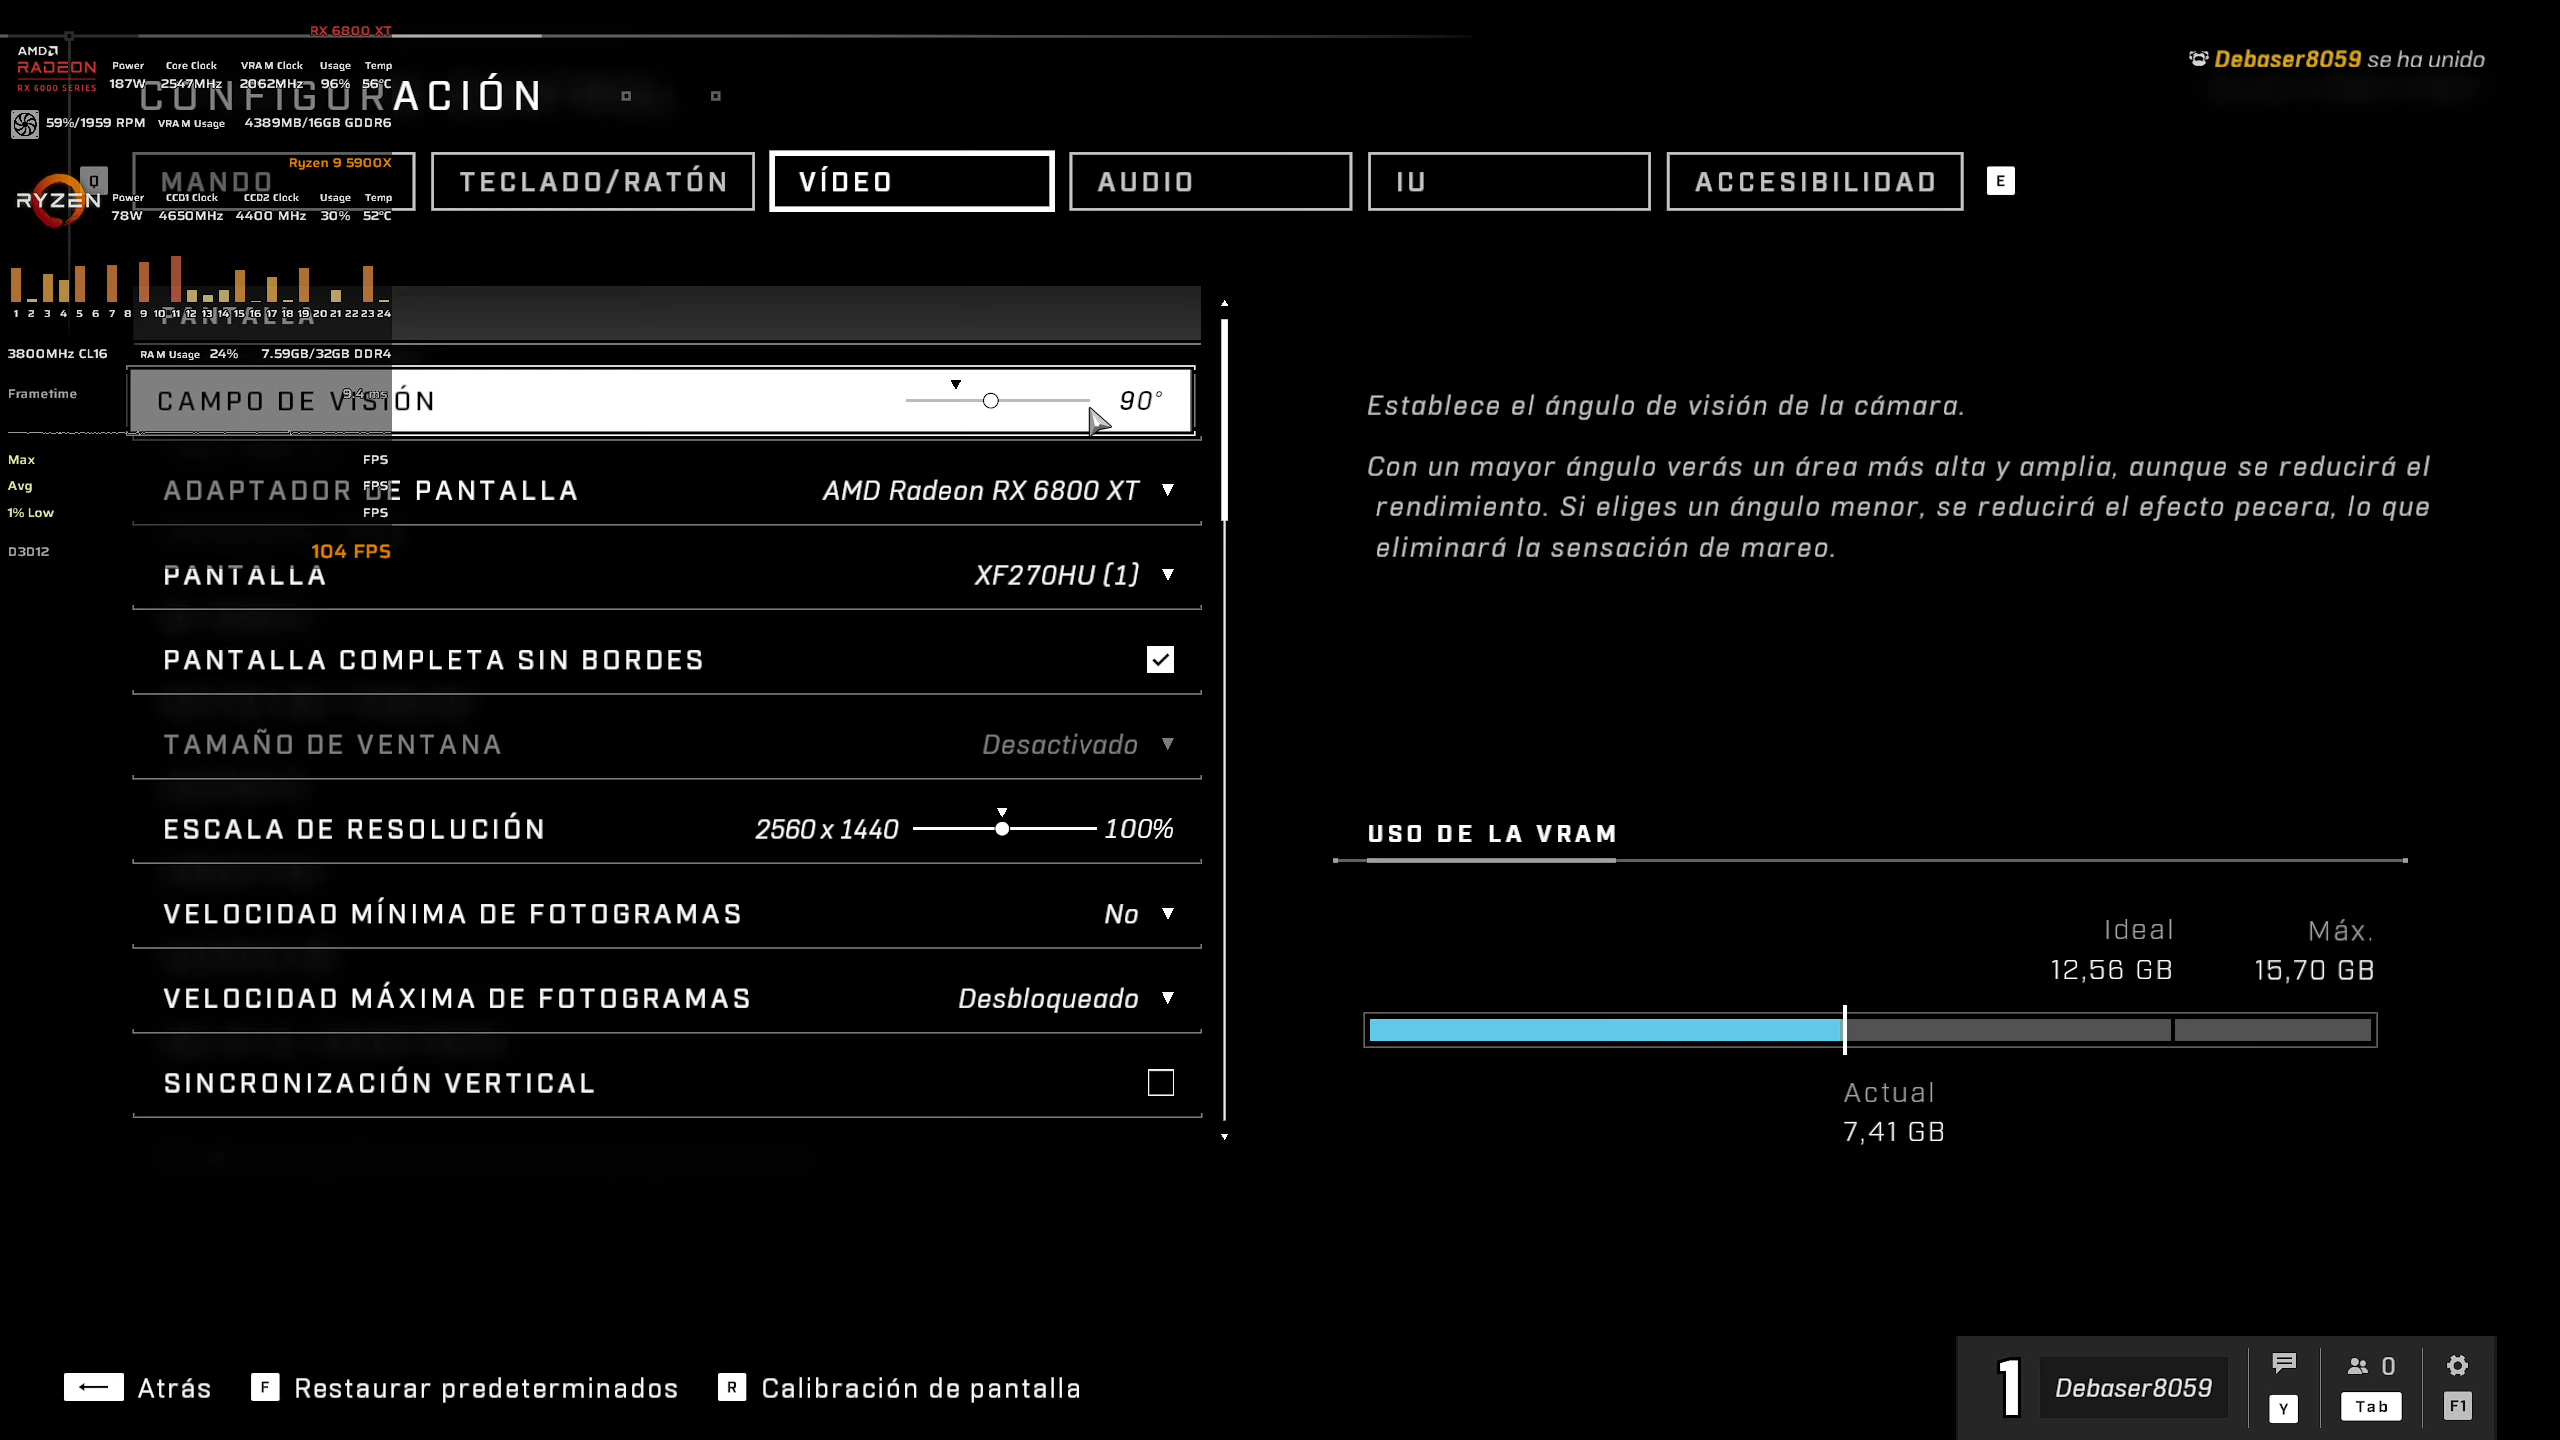 RX 6800 XT
AMD
RADEON
RX 6000 SERIES
Power Core Clock VRAM Clock Usage Temp
187W 2547MHz 2062MHz 96% 56°C
CONFIGURACIÓN
59%/1959 RPM VRAM Usage 4389MB/16GB GDDR6
Debaser8059 se ha unido
Ryzen 9 5900X
Q MANDO TECLADO/RATÓN VÍDEO AUDIO IU ACCESIBILIDAD E
RYZEN
Power CCD1 Clock CCD2 Clock Usage Temp
78W 4650MHz 4400 MHz 30% 52°C
1 2 3 4 5 6 7 8 9 10 11 12 13 14 15 16 17 18 19 20 21 22 23 24
PANTALLA
3800MHz CL16 RAM Usage 24% 7.59GB/32GB DDR4
Frametime 9.4 ms
CAMPO DE VISIÓN 90°
Max FPS
Avg FPS
1% Low FPS
ADAPTADOR DE PANTALLA AMD Radeon RX 6800 XT
D3D12 104 FPS
PANTALLA XF270HU (1)
PANTALLA COMPLETA SIN BORDES
TAMAÑO DE VENTANA Desactivado
ESCALA DE RESOLUCIÓN 2560 x 1440 100%
VELOCIDAD MÍNIMA DE FOTOGRAMAS No
VELOCIDAD MÁXIMA DE FOTOGRAMAS Desbloqueado
SINCRONIZACIÓN VERTICAL
Establece el ángulo de visión de la cámara.
Con un mayor ángulo verás un área más alta y amplia, aunque se reducirá el
rendimiento. Si eliges un ángulo menor, se reducirá el efecto pecera, lo que
eliminará la sensación de mareo.
USO DE LA VRAM
Ideal Máx.
12,56 GB 15,70 GB
Actual
7,41 GB
Atrás F Restaurar predeterminados R Calibración de pantalla
1 Debaser8059 0
Y Tab F1